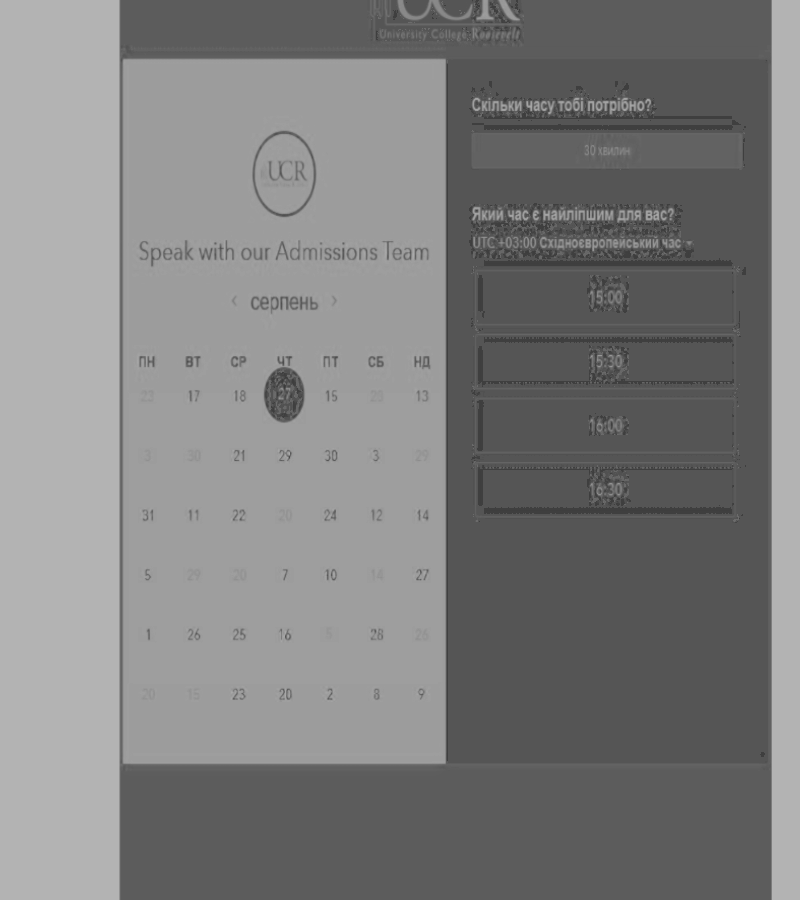 UCR
University College Roosevelt
UCR
Speak with our Admissions Team
серпень
ПН ВТ СР ЧТ ПТ СБ НД
22 17 18 15 20 13
3 30 21 29 30 3 29
31 11 22 20 24 12 14
5 29 20 7 10 14 27
1 26 25 16 28 26
20 15 23 20 2 8 9
Скільки часу тобі потрібно?
30 хвилин
Який час є найліпшим для вас?
UTC +03:00 Східноєвропейський час
15:00
15:30
16:00
16:30